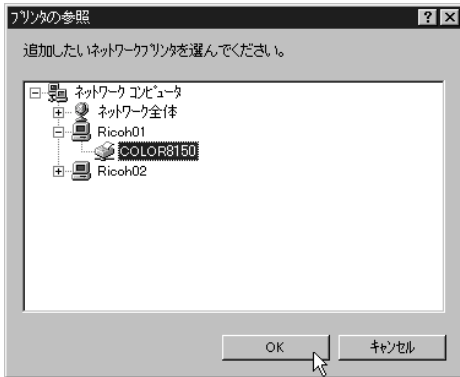 プリンタの参照
追加したいネットワークプリンタを選んでください。
ネットワーク コンピュータ
ネットワーク全体
Ricoh01
COLOR8150
Ricoh02
OK
キャンセル